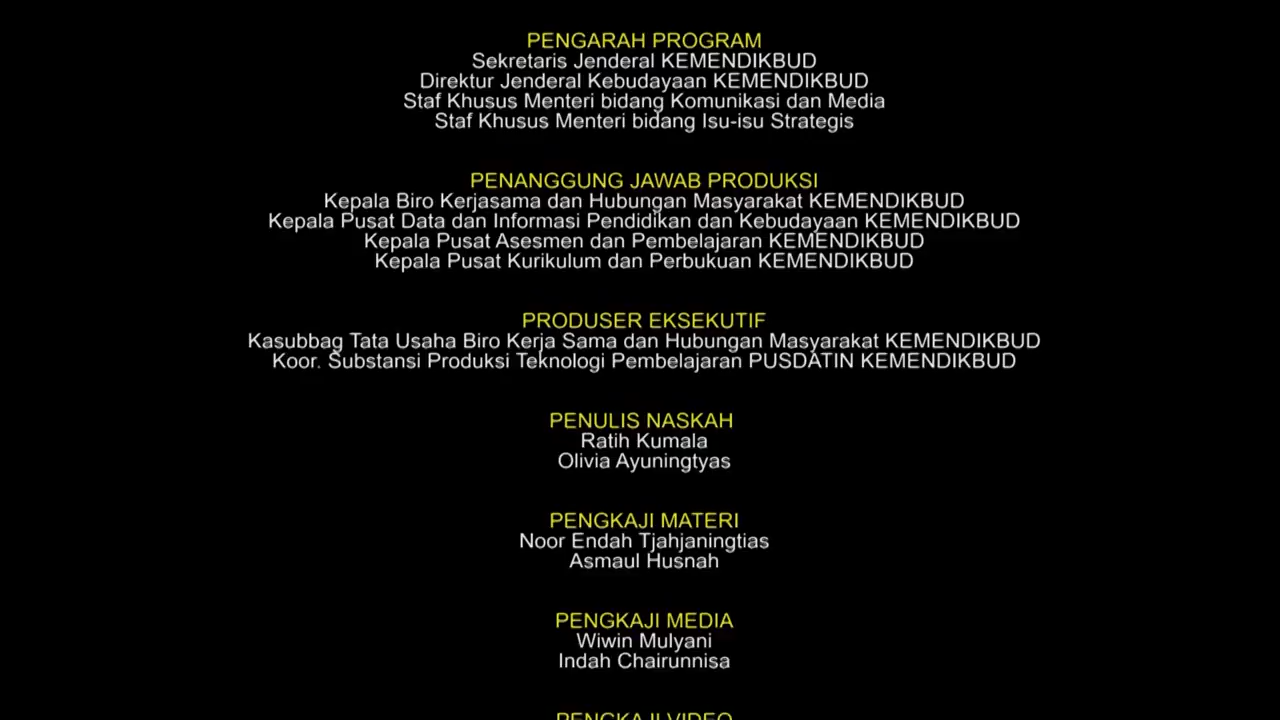 PENGARAH PROGRAM
Sekretaris Jenderal KEMENDIKBUD
Direktur Jenderal Kebudayaan KEMENDIKBUD
Staf Khusus Menteri bidang Komunikasi dan Media
Staf Khusus Menteri bidang Isu-isu Strategis
PENANGGUNG JAWAB PRODUKSI
Kepala Biro Kerjasama dan Hubungan Masyarakat KEMENDIKBUD
Kepala Pusat Data dan Informasi Pendidikan dan Kebudayaan KEMENDIKBUD
Kepala Pusat Asesmen dan Pembelajaran KEMENDIKBUD
Kepala Pusat Kurikulum dan Perbukuan KEMENDIKBUD
PRODUSER EKSEKUTIF
Kasubbag Tata Usaha Biro Kerja Sama dan Hubungan Masyarakat KEMENDIKBUD
Koor. Substansi Produksi Teknologi Pembelajaran PUSDATIN KEMENDIKBUD
PENULIS NASKAH
Ratih Kumala
Olivia Ayuningtyas
PENGKAJI MATERI
Noor Endah Tjahjaningtias
Asmaul Husnah
PENGKAJI MEDIA
Wiwin Mulyani
Indah Chairunnisa
PENGKAJI VIDEO